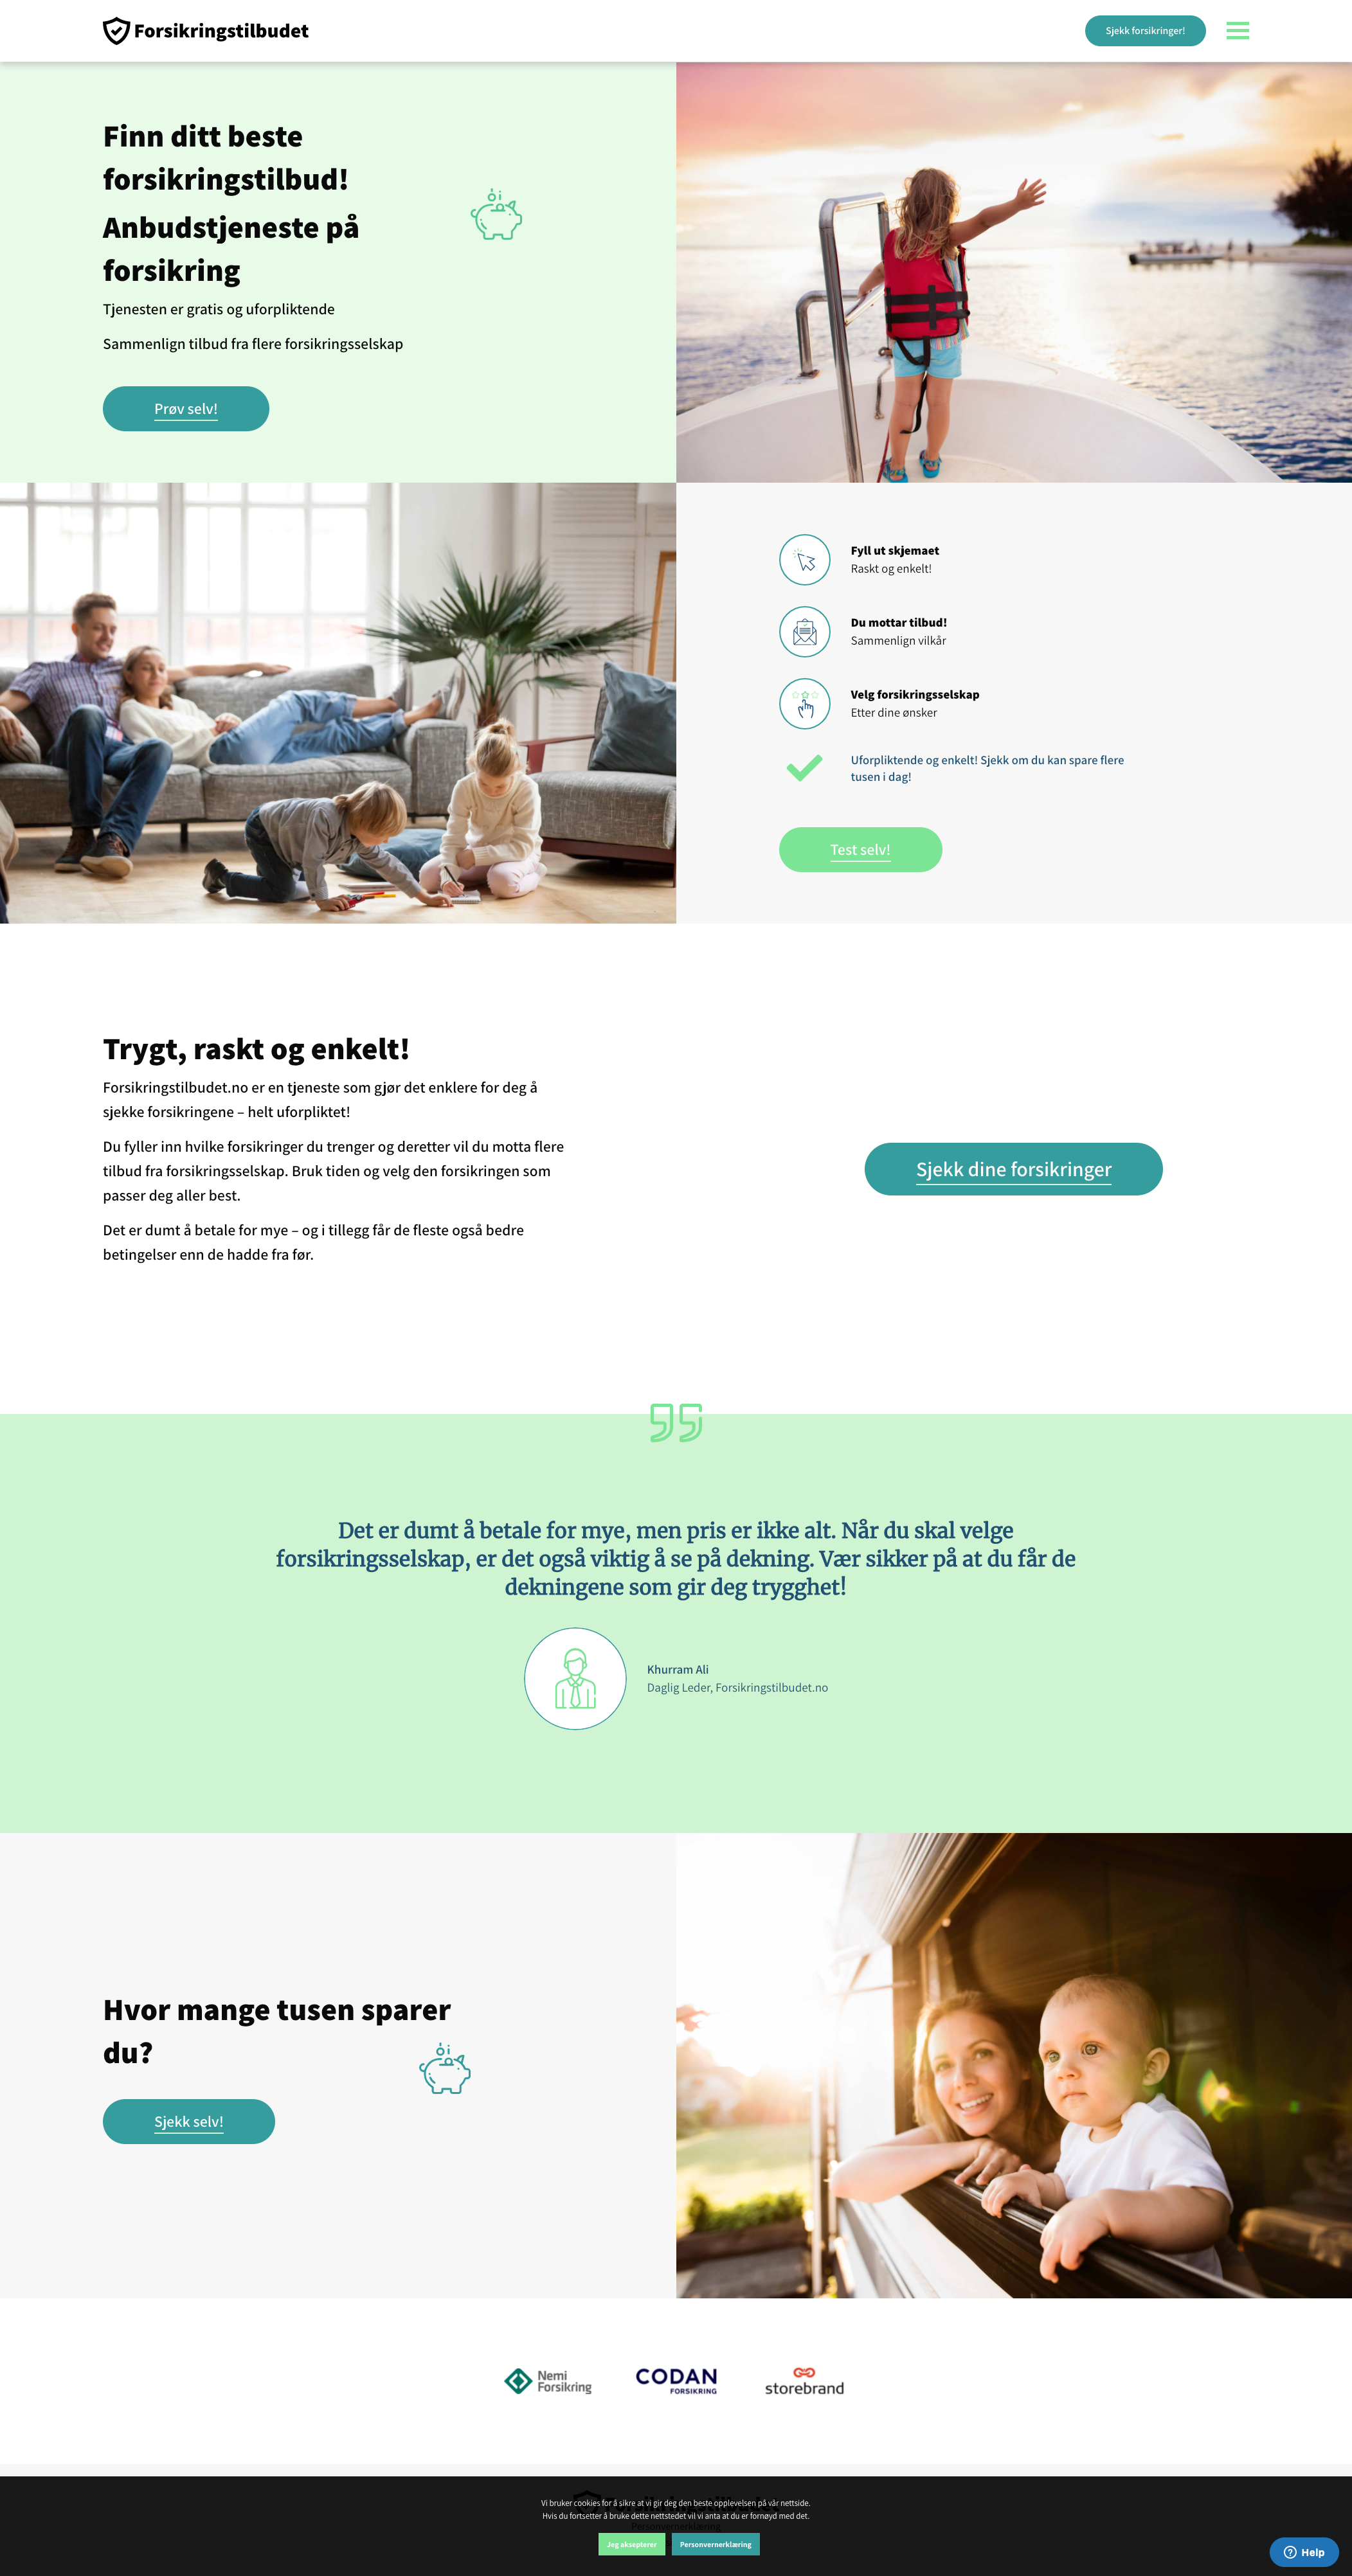 Forsikringstilbudet
Sjekk forsikringer!
Finn ditt beste
forsikringstilbud!
Anbudstjeneste på
forsikring
Tjenesten er gratis og uforpliktende
Sammenlign tilbud fra flere forsikringsselskap
Prøv selv!
Fyll ut skjemaet
Raskt og enkelt!
Du mottar tilbud!
Sammenlign vilkår
Velg forsikringsselskap
Etter dine ønsker
Uforpliktende og enkelt! Sjekk om du kan spare flere
tusen i dag!
Test selv!
Trygt, raskt og enkelt!
Forsikringstilbudet.no er en tjeneste som gjør det enklere for deg å
sjekke forsikringene – helt uforpliktet!
Du fyller inn hvilke forsikringer du trenger og deretter vil du motta flere
tilbud fra forsikringsselskap. Bruk tiden og velg den forsikringen som
passer deg aller best.
Det er dumt å betale for mye – og i tillegg får de fleste også bedre
betingelser enn de hadde fra før.
Sjekk dine forsikringer
Det er dumt å betale for mye, men pris er ikke alt. Når du skal velge
forsikringsselskap, er det også viktig å se på dekning. Vær sikker på at du får de
dekningene som gir deg trygghet!
Khurram Ali
Daglig Leder, Forsikringstilbudet.no
Hvor mange tusen sparer
du?
Sjekk selv!
Nemi
Forsikring
CODAN
FORSIKRING
storebrand
Vi bruker cookies for å sikre at vi gir deg den beste opplevelsen på vår nettside.
Hvis du fortsetter å bruke dette nettstedet vil vi anta at du er fornøyd med det.
Personvernerklæring
Jeg aksepterer
Personvernerklæring
Help